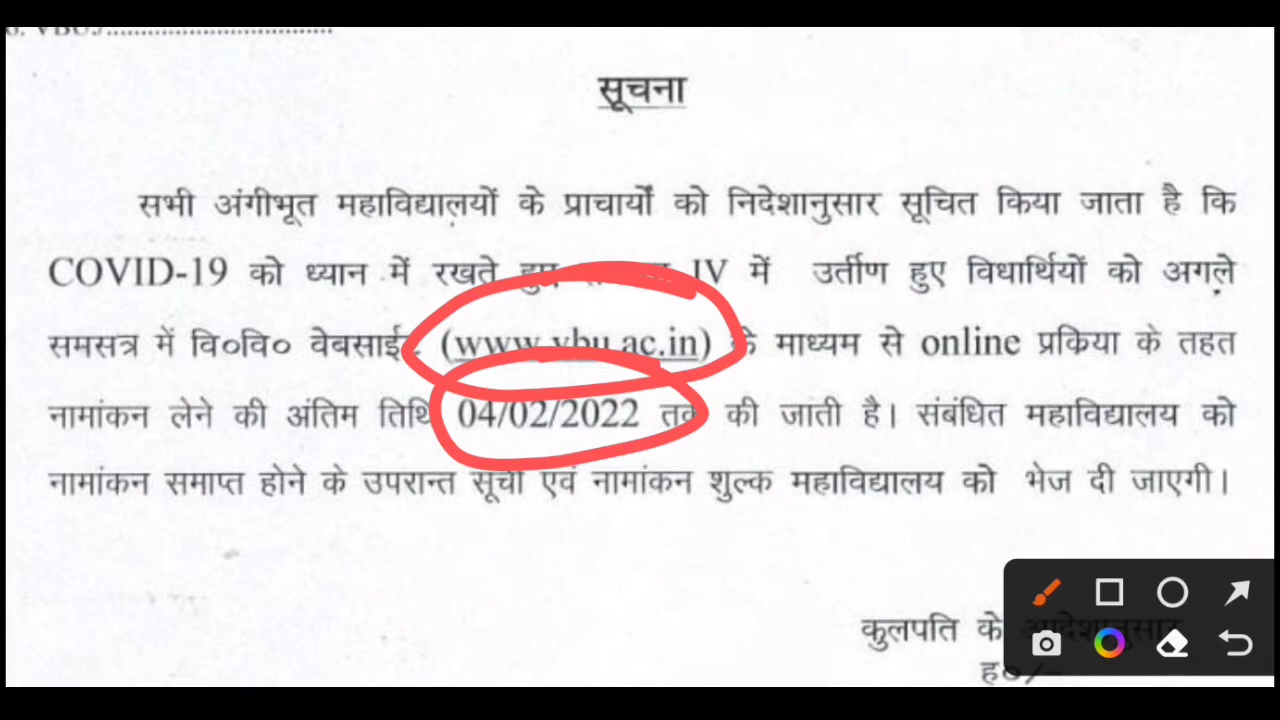 सूचना
सभी अंगीभूत महाविद्यालयों के प्राचार्यों को निदेशानुसार सूचित किया जाता है कि
COVID-19 को ध्यान में रखते हुए IV में उर्तीण हुए विधार्थियों को अगले
समसत्र में वि०वि० वेबसाईट (www.vbu.ac.in) के माध्यम से online प्रकिया के तहत
नामांकन लेने की अंतिम तिथि 04/02/2022 तक की जाती है। संबंधित महाविद्यालय को
नामांकन समाप्त होने के उपरान्त सूची एवं नामांकन शुल्क महाविद्यालय को भेज दी जाएगी।
कुलपति के आदेशानुसार
ह०/-